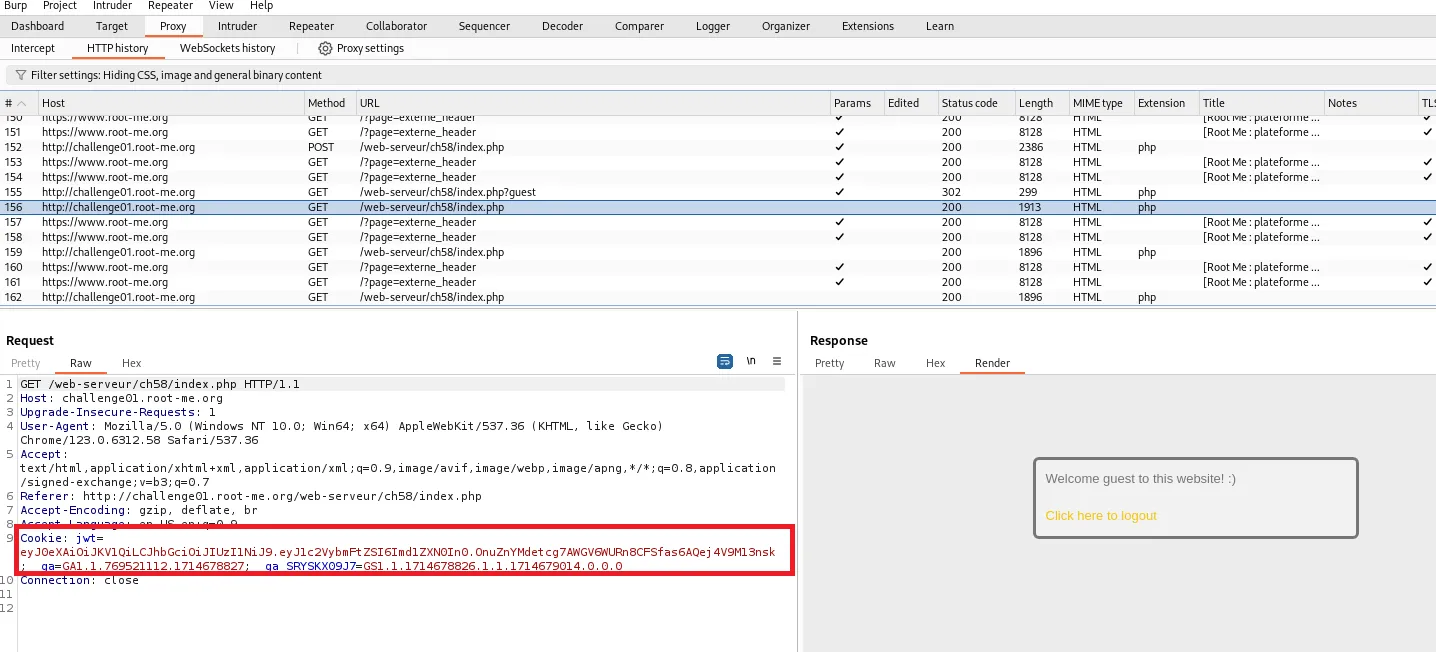 Burp Project Intruder Repeater View Help
Dashboard Target Proxy Intruder Repeater Collaborator Sequencer Decoder Comparer Logger Organizer Extensions Learn
Intercept HTTP history WebSockets history Proxy settings
Filter settings: Hiding CSS, image and general binary content
# Host Method URL Params Edited Status code Length MIME type Extension Title Notes TLS
150 https://www.root-me.org GET /?page=externe_header ✓ 200 8128 HTML [Root Me : plateforme ... ✓
151 https://www.root-me.org GET /?page=externe_header ✓ 200 8128 HTML [Root Me : plateforme ... ✓
152 http://challenge01.root-me.org POST /web-serveur/ch58/index.php ✓ 200 2386 HTML php
153 https://www.root-me.org GET /?page=externe_header ✓ 200 8128 HTML [Root Me : plateforme ... ✓
154 https://www.root-me.org GET /?page=externe_header ✓ 200 8128 HTML [Root Me : plateforme ... ✓
155 http://challenge01.root-me.org GET /web-serveur/ch58/index.php?guest ✓ 302 299 HTML php
156 http://challenge01.root-me.org GET /web-serveur/ch58/index.php 200 1913 HTML php
157 https://www.root-me.org GET /?page=externe_header ✓ 200 8128 HTML [Root Me : plateforme ... ✓
158 https://www.root-me.org GET /?page=externe_header ✓ 200 8128 HTML [Root Me : plateforme ... ✓
159 http://challenge01.root-me.org GET /web-serveur/ch58/index.php 200 1896 HTML php
160 https://www.root-me.org GET /?page=externe_header ✓ 200 8128 HTML [Root Me : plateforme ... ✓
161 https://www.root-me.org GET /?page=externe_header ✓ 200 8128 HTML [Root Me : plateforme ... ✓
162 http://challenge01.root-me.org GET /web-serveur/ch58/index.php 200 1896 HTML php
Request
Pretty Raw Hex \n
1 GET /web-serveur/ch58/index.php HTTP/1.1
2 Host: challenge01.root-me.org
3 Upgrade-Insecure-Requests: 1
4 User-Agent: Mozilla/5.0 (Windows NT 10.0; Win64; x64) AppleWebKit/537.36 (KHTML, like Gecko)
Chrome/123.0.6312.58 Safari/537.36
5 Accept:
text/html,application/xhtml+xml,application/xml;q=0.9,image/avif,image/webp,image/apng,*/*;q=0.8,application
/signed-exchange;v=b3;q=0.7
6 Referer: http://challenge01.root-me.org/web-serveur/ch58/index.php
7 Accept-Encoding: gzip, deflate, br
8 Accept-Language: en-US,en;q=0.9
9 Cookie: jwt=
eyJ0eXAiOiJKV1QiLCJhbGciOiJIUzI1NiJ9.eyJ1c2VybmFtZSI6Imd1ZXN0In0.OnuZnYMdetcg7AWGV6WURn8CFSfas6AQej4V9M13nsk
; _ga=GA1.1.769521112.1714678827; _ga_SRYSKX09J7=GS1.1.1714678826.1.1.1714679014.0.0.0
10 Connection: close
11
12
Response
Pretty Raw Hex Render
Welcome guest to this website! :)
Click here to logout